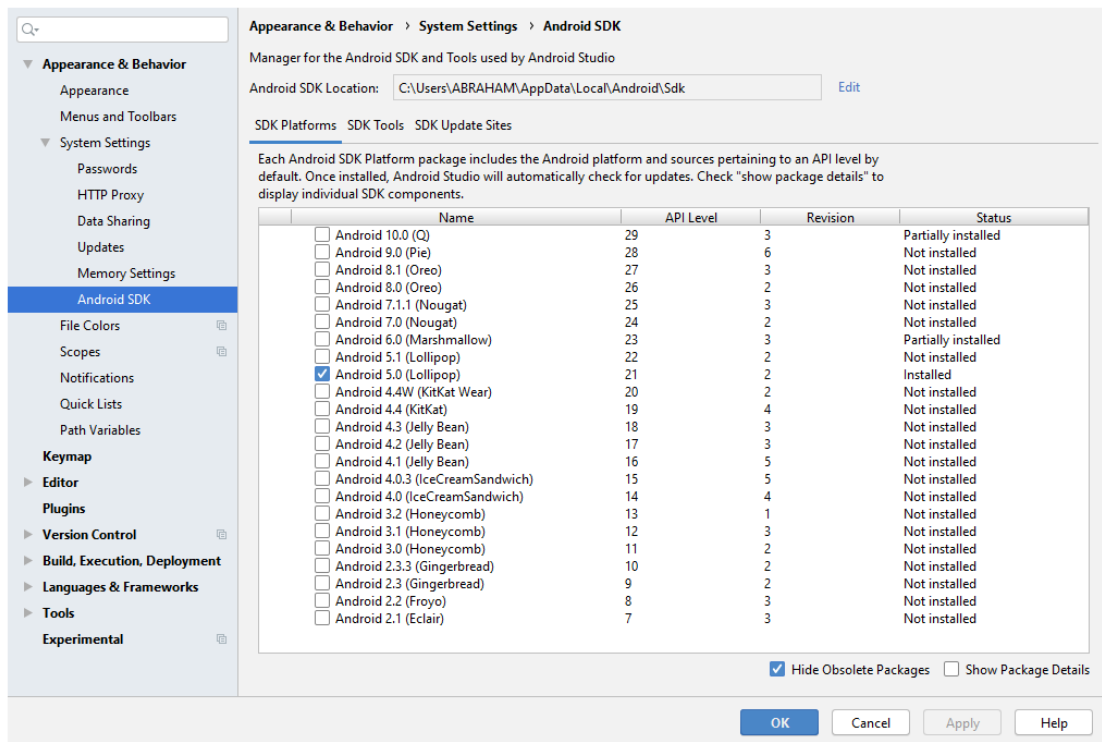 Appearance & Behavior
Appearance
Menus and Toolbars
System Settings
Passwords
HTTP Proxy
Data Sharing
Updates
Memory Settings
Android SDK
File Colors
Scopes
Notifications
Quick Lists
Path Variables
Keymap
Editor
Plugins
Version Control
Build, Execution, Deployment
Languages & Frameworks
Tools
Experimental
Appearance & Behavior › System Settings › Android SDK
Manager for the Android SDK and Tools used by Android Studio
Android SDK Location: C:\Users\ABRAHAM\AppData\Local\Android\Sdk Edit
SDK Platforms SDK Tools SDK Update Sites
Each Android SDK Platform package includes the Android platform and sources pertaining to an API level by
default. Once installed, Android Studio will automatically check for updates. Check "show package details" to
display individual SDK components.
Name API Level Revision Status
Android 10.0 (Q) 29 3 Partially installed
Android 9.0 (Pie) 28 6 Not installed
Android 8.1 (Oreo) 27 3 Not installed
Android 8.0 (Oreo) 26 2 Not installed
Android 7.1.1 (Nougat) 25 3 Not installed
Android 7.0 (Nougat) 24 2 Not installed
Android 6.0 (Marshmallow) 23 3 Partially installed
Android 5.1 (Lollipop) 22 2 Not installed
Android 5.0 (Lollipop) 21 2 Installed
Android 4.4W (KitKat Wear) 20 2 Not installed
Android 4.4 (KitKat) 19 4 Not installed
Android 4.3 (Jelly Bean) 18 3 Not installed
Android 4.2 (Jelly Bean) 17 3 Not installed
Android 4.1 (Jelly Bean) 16 5 Not installed
Android 4.0.3 (IceCreamSandwich) 15 5 Not installed
Android 4.0 (IceCreamSandwich) 14 4 Not installed
Android 3.2 (Honeycomb) 13 1 Not installed
Android 3.1 (Honeycomb) 12 3 Not installed
Android 3.0 (Honeycomb) 11 2 Not installed
Android 2.3.3 (Gingerbread) 10 2 Not installed
Android 2.3 (Gingerbread) 9 2 Not installed
Android 2.2 (Froyo) 8 3 Not installed
Android 2.1 (Eclair) 7 3 Not installed
Hide Obsolete Packages Show Package Details
OK Cancel Apply Help